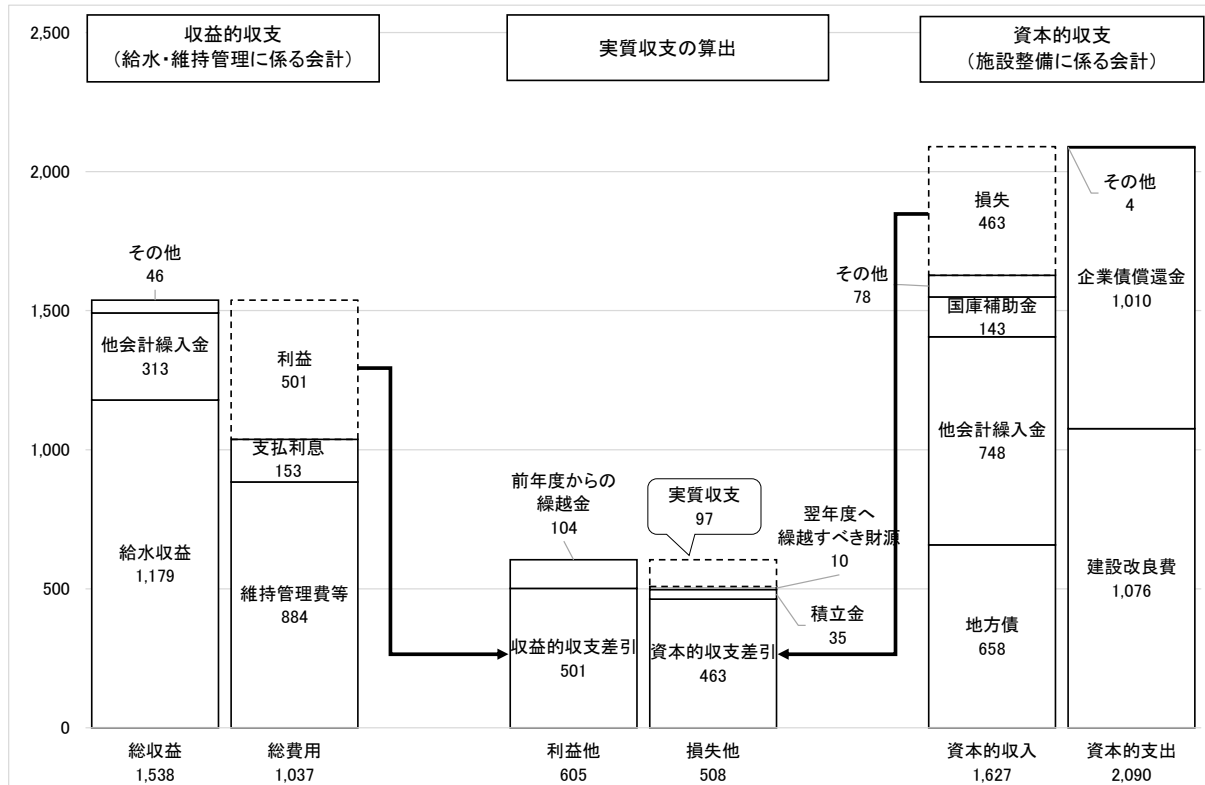 収益的収支
(給水・維持管理に係る会計)
実質収支の算出
資本的収支
(施設整備に係る会計)
2,500
2,000
1,500
1,000
500
0
その他
46
他会計繰入金
313
給水収益
1,179
利益
501
支払利息
153
維持管理費等
884
前年度からの
繰越金
104
収益的収支差引
501
実質収支
97
翌年度へ
繰越すべき財源
10
積立金
35
資本的収支差引
463
損失
463
その他
78
国庫補助金
143
他会計繰入金
748
地方債
658
その他
4
企業債償還金
1,010
建設改良費
1,076
総収益
1,538
総費用
1,037
利益他
605
損失他
508
資本的収入
1,627
資本的支出
2,090